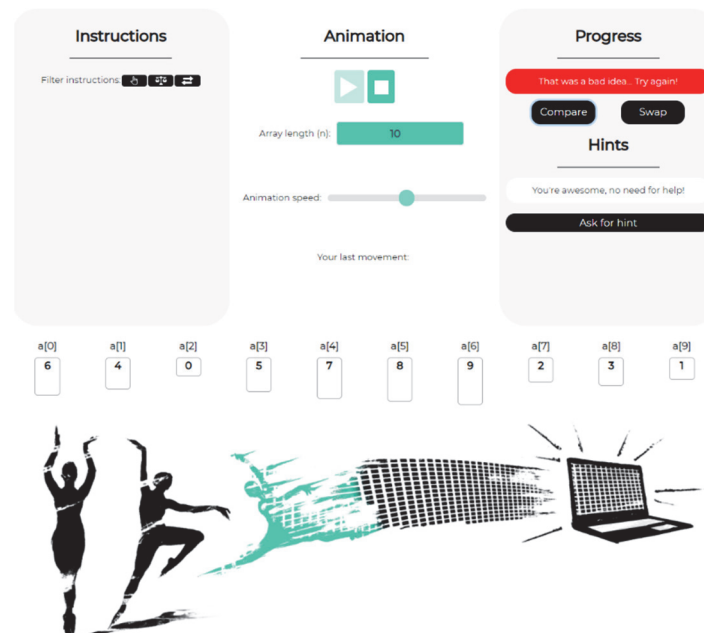 Instructions
Filter instructions:
Animation
Array length (n): 10
Animation speed:
Your last movement:
Progress
That was a bad idea... Try again!
Compare Swap
Hints
You're awesome, no need for help!
Ask for hint
a[0] a[1] a[2] a[3] a[4] a[5] a[6] a[7] a[8] a[9]
6 4 0 5 7 8 9 2 3 1